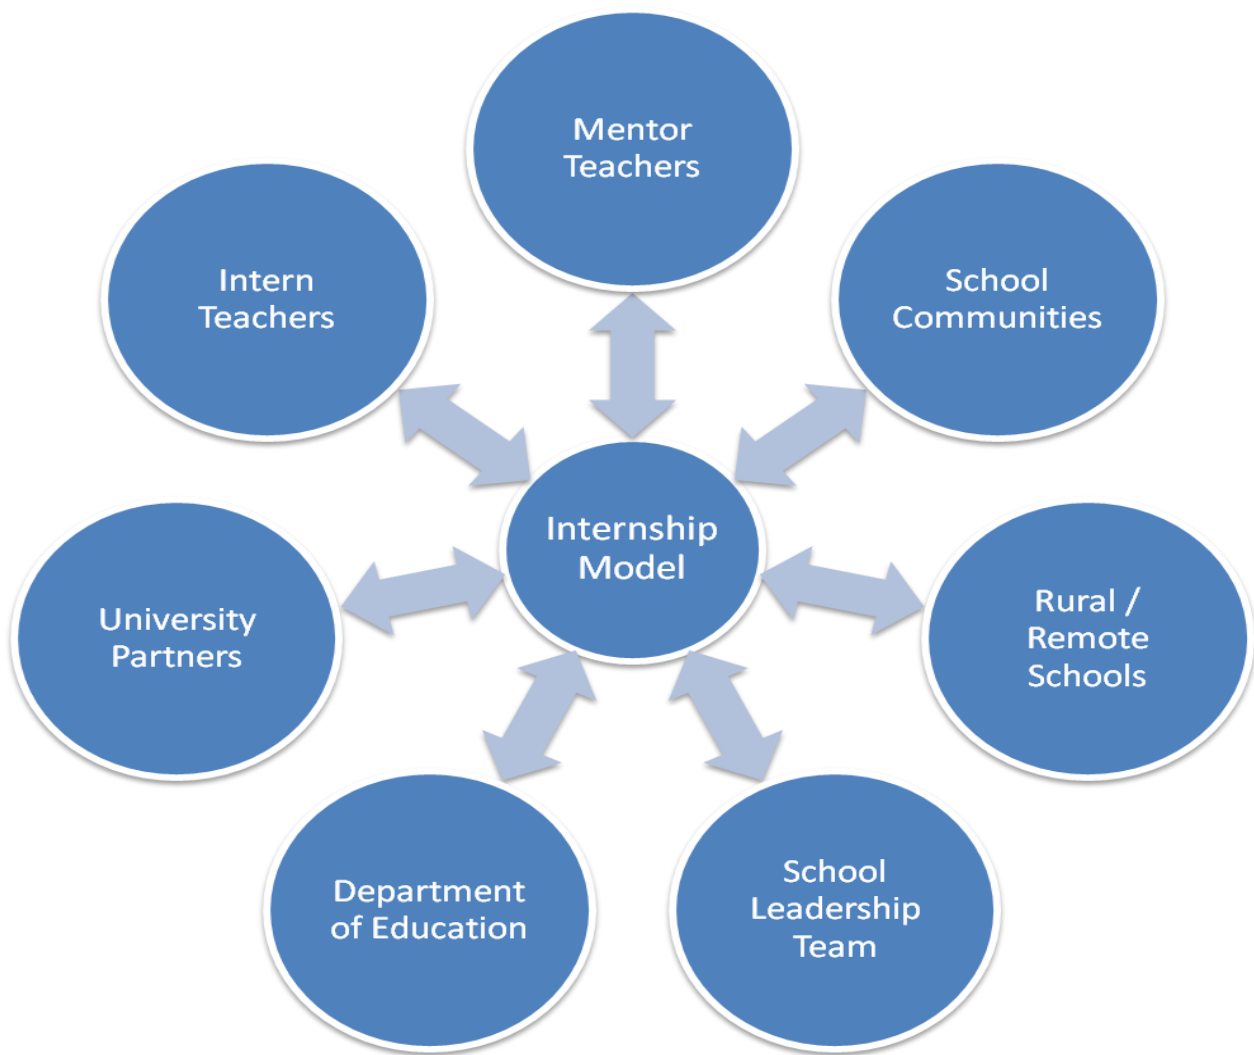 Mentor
Teachers
Intern
Teachers
School
Communities
Internship
Model
University
Partners
Rural /
Remote
Schools
Department
of Education
School
Leadership
Team